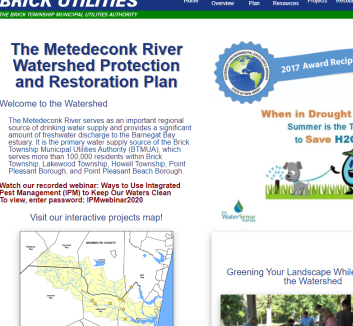 BRICK UTILITIES
THE BRICK TOWNSHIP MUNICIPAL UTILITIES AUTHORITY
Home Overview Plan Resources Projects
The Metedeconk River
Watershed Protection
and Restoration Plan
Welcome to the Watershed
The Metedeconk River serves as an important regional
source of drinking water supply and provides a significant
amount of freshwater discharge to the Barnegat Bay
estuary. It is the primary water supply source of the Brick
Township Municipal Utilities Authority (BTMUA), which
serves more than 100,000 residents within Brick
Township, Lakewood Township, Howell Township, Point
Pleasant Borough, and Point Pleasant Beach Borough.
Watch our recorded webinar: Ways to Use Integrated
Pest Management (IPM) to Keep Our Waters Clean
To view, enter password: IPMwebinar2020
Visit our interactive projects map!
MONMOUTH COUNTY
2017 Award Recip
When in Drought
Summer is the T
to Save H2O
WaterSense
Greening Your Landscape While
the Watershed